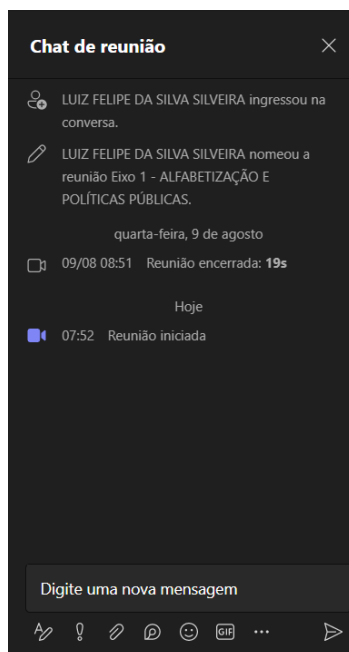 Chat de reunião
LUIZ FELIPE DA SILVA SILVEIRA ingressou na
conversa.
LUIZ FELIPE DA SILVA SILVEIRA nomeou a
reunião Eixo 1 - ALFABETIZAÇÃO E
POLÍTICAS PÚBLICAS.
quarta-feira, 9 de agosto
09/08 08:51 Reunião encerrada: 19s
Hoje
07:52 Reunião iniciada
Digite uma nova mensagem
GIF